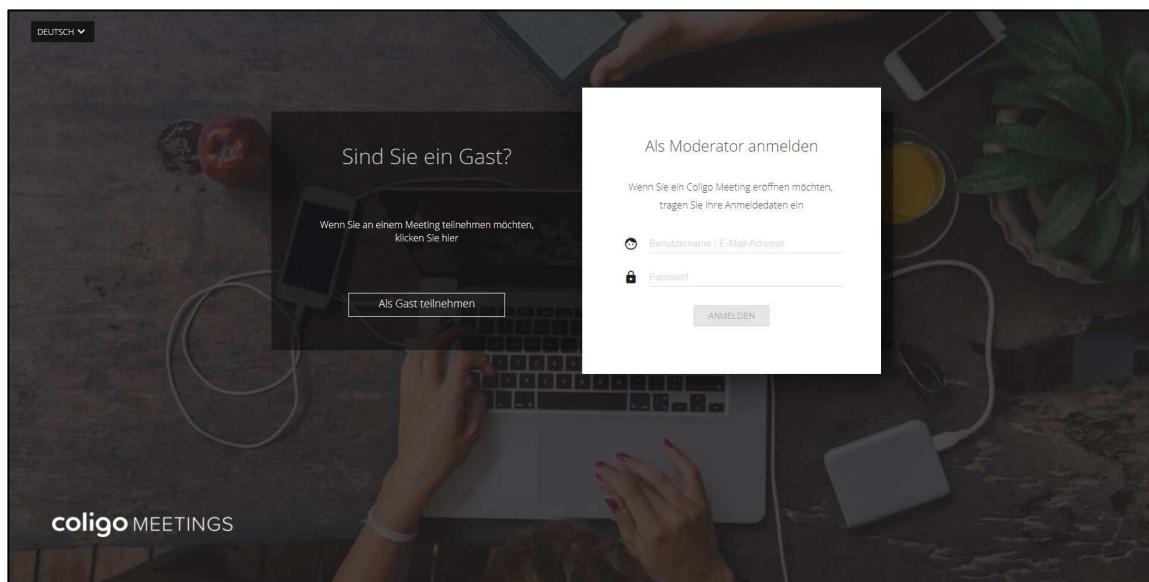 DEUTSCH
Sind Sie ein Gast?
Wenn Sie an einem Meeting teilnehmen möchten,
klicken Sie hier
Als Gast teilnehmen
Als Moderator anmelden
Wenn Sie ein Coligo Meeting eröffnen möchten,
tragen Sie Ihre Anmeldedaten ein
Benutzername / E-Mail-Adresse
Passwort
ANMELDEN
coligo MEETINGS